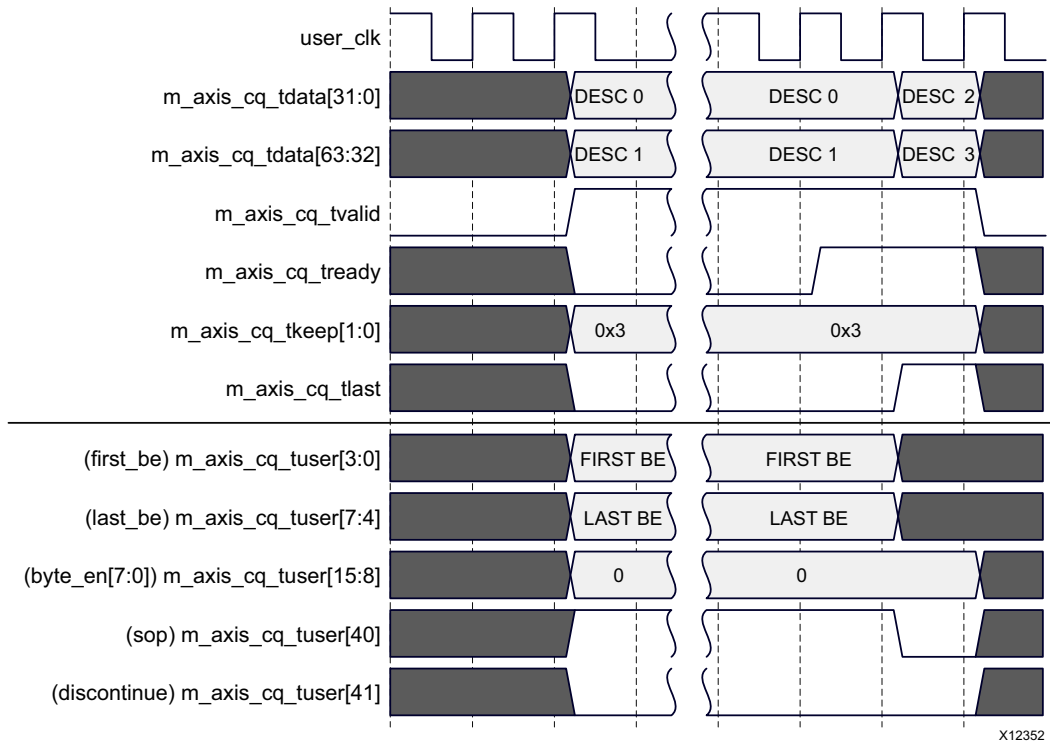 user_clk
m_axis_cq_tdata[31:0] DESC 0 DESC 0 DESC 2
m_axis_cq_tdata[63:32] DESC 1 DESC 1 DESC 3
m_axis_cq_tvalid
m_axis_cq_tready
m_axis_cq_tkeep[1:0] 0x3 0x3
m_axis_cq_tlast
(first_be) m_axis_cq_tuser[3:0] FIRST BE FIRST BE
(last_be) m_axis_cq_tuser[7:4] LAST BE LAST BE
(byte_en[7:0]) m_axis_cq_tuser[15:8] 0 0
(sop) m_axis_cq_tuser[40]
(discontinue) m_axis_cq_tuser[41]
X12352